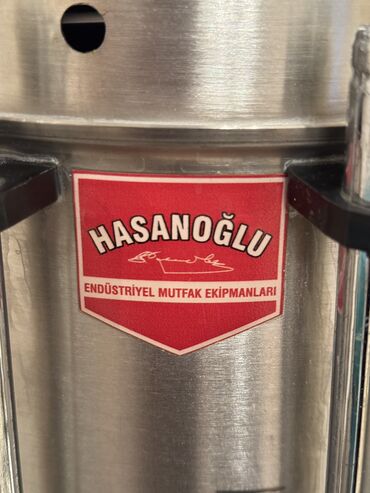 HASANOĞLU
ENDÜSTRİYEL MUTFAK EKİPMANLARI